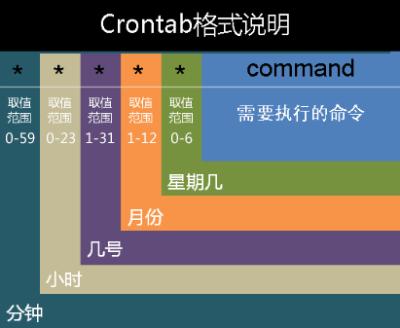 Crontab格式说明
* * * * * command
取值 取值 取值 取值 取值
范围 范围 范围 范围 范围
0-59 0-23 1-31 1-12 0-6
需要执行的命令
星期几
月份
几号
小时
分钟